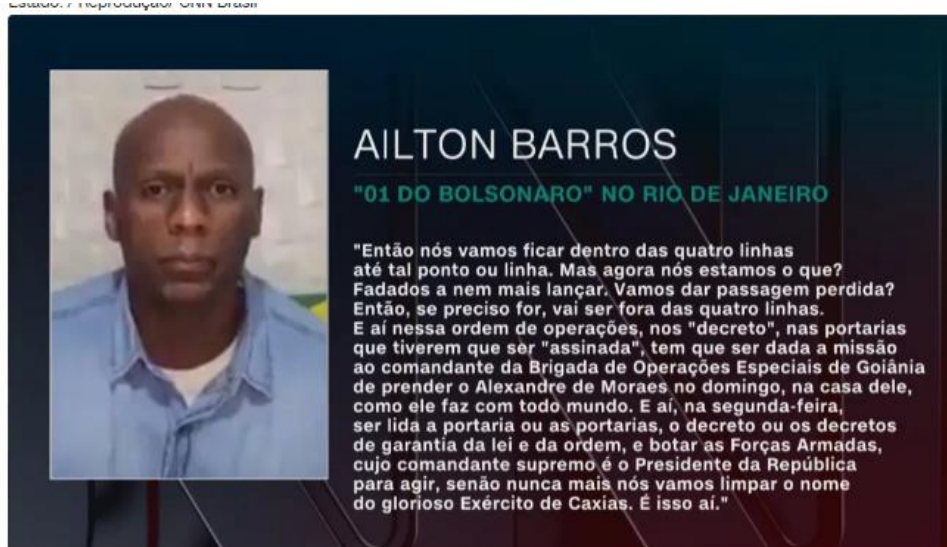 Estado. / Reprodução/ CNN Brasil
AILTON BARROS
"01 DO BOLSONARO" NO RIO DE JANEIRO
"Então nós vamos ficar dentro das quatro linhas
até tal ponto ou linha. Mas agora nós estamos o que?
Fadados a nem mais lançar. Vamos dar passagem perdida?
Então, se preciso for, vai ser fora das quatro linhas.
E aí nessa ordem de operações, nos "decreto", nas portarias
que tiverem que ser "assinada", tem que ser dada a missão
ao comandante da Brigada de Operações Especiais de Goiânia
de prender o Alexandre de Moraes no domingo, na casa dele,
como ele faz com todo mundo. E aí, na segunda-feira,
ser lida a portaria ou as portarias, o decreto ou os decretos
de garantia da lei e da ordem, e botar as Forças Armadas,
cujo comandante supremo é o Presidente da República
para agir, senão nunca mais nós vamos limpar o nome
do glorioso Exército de Caxias. É isso aí."